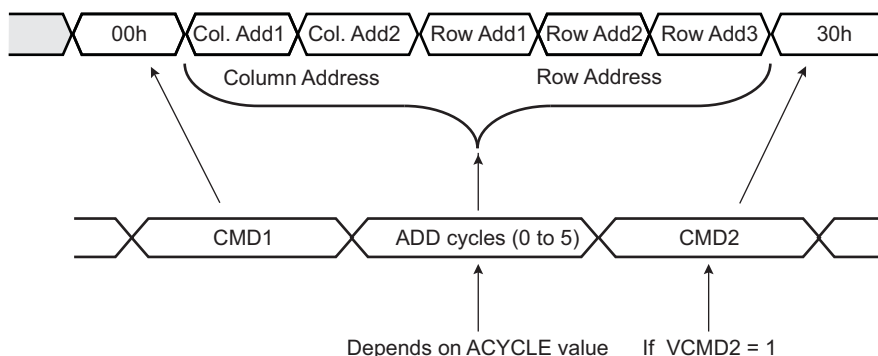 00h Col. Add1 Col. Add2 Row Add1 Row Add2 Row Add3 30h
Column Address Row Address
CMD1 ADD cycles (0 to 5) CMD2
Depends on ACYCLE value If VCMD2 = 1